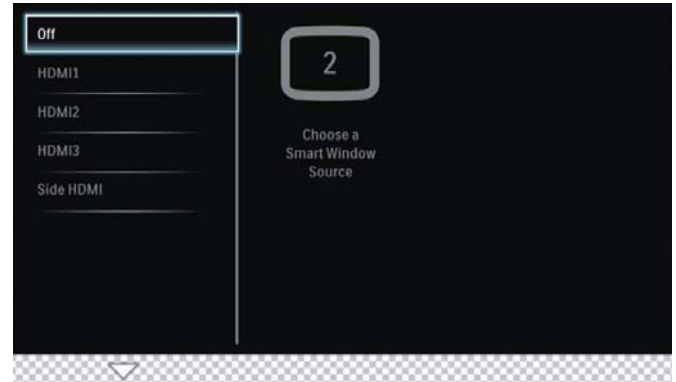 Off
HDMI1
HDMI2
HDMI3
Side HDMI
2
Choose a
Smart Window
Source